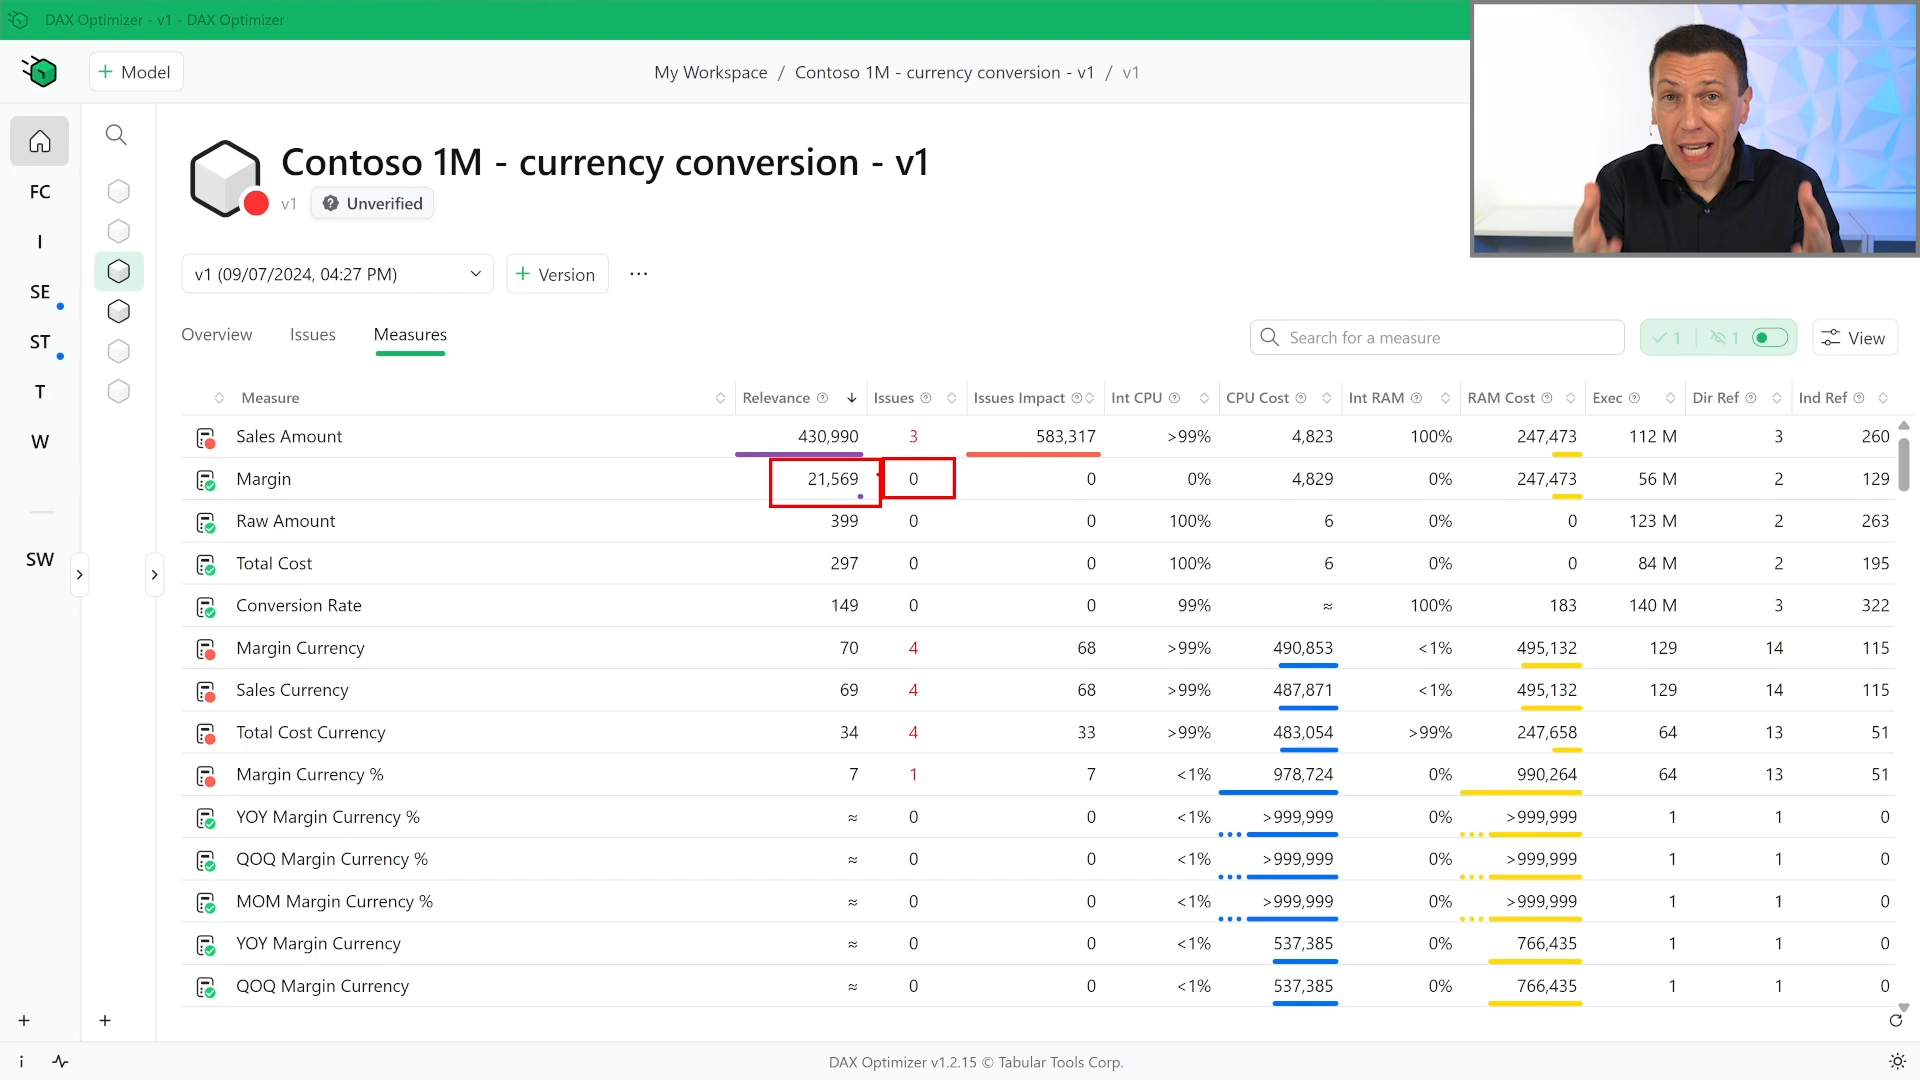 DAX Optimizer - v1 - DAX Optimizer
+ Model
My Workspace / Contoso 1M - currency conversion - v1 / v1
FC
I
SE
ST
T
W
SW
Contoso 1M - currency conversion - v1
v1 Unverified
v1 (09/07/2024, 04:27 PM) + Version ...
Overview Issues Measures
Search for a measure 1 1 View
Measure Relevance Issues Issues Impact Int CPU CPU Cost Int RAM RAM Cost Exec Dir Ref Ind Ref
Sales Amount 430,990 3 583,317 >99% 4,823 100% 247,473 112 M 3 260
Margin 21,569 0 0 0% 4,829 0% 247,473 56 M 2 129
Raw Amount 399 0 0 100% 6 0% 0 123 M 2 263
Total Cost 297 0 0 100% 6 0% 0 84 M 2 195
Conversion Rate 149 0 0 99% ≈ 100% 183 140 M 3 322
Margin Currency 70 4 68 >99% 490,853 <1% 495,132 129 14 115
Sales Currency 69 4 68 >99% 487,871 <1% 495,132 129 14 115
Total Cost Currency 34 4 33 >99% 483,054 >99% 247,658 64 13 51
Margin Currency % 7 1 7 <1% 978,724 0% 990,264 64 13 51
YOY Margin Currency % ≈ 0 0 <1% >999,999 0% >999,999 1 1 0
QOQ Margin Currency % ≈ 0 0 <1% >999,999 0% >999,999 1 1 0
MOM Margin Currency % ≈ 0 0 <1% >999,999 0% >999,999 1 1 0
YOY Margin Currency ≈ 0 0 <1% 537,385 0% 766,435 1 1 0
QOQ Margin Currency ≈ 0 0 <1% 537,385 0% 766,435 1 1 0
DAX Optimizer v1.2.15 © Tabular Tools Corp.